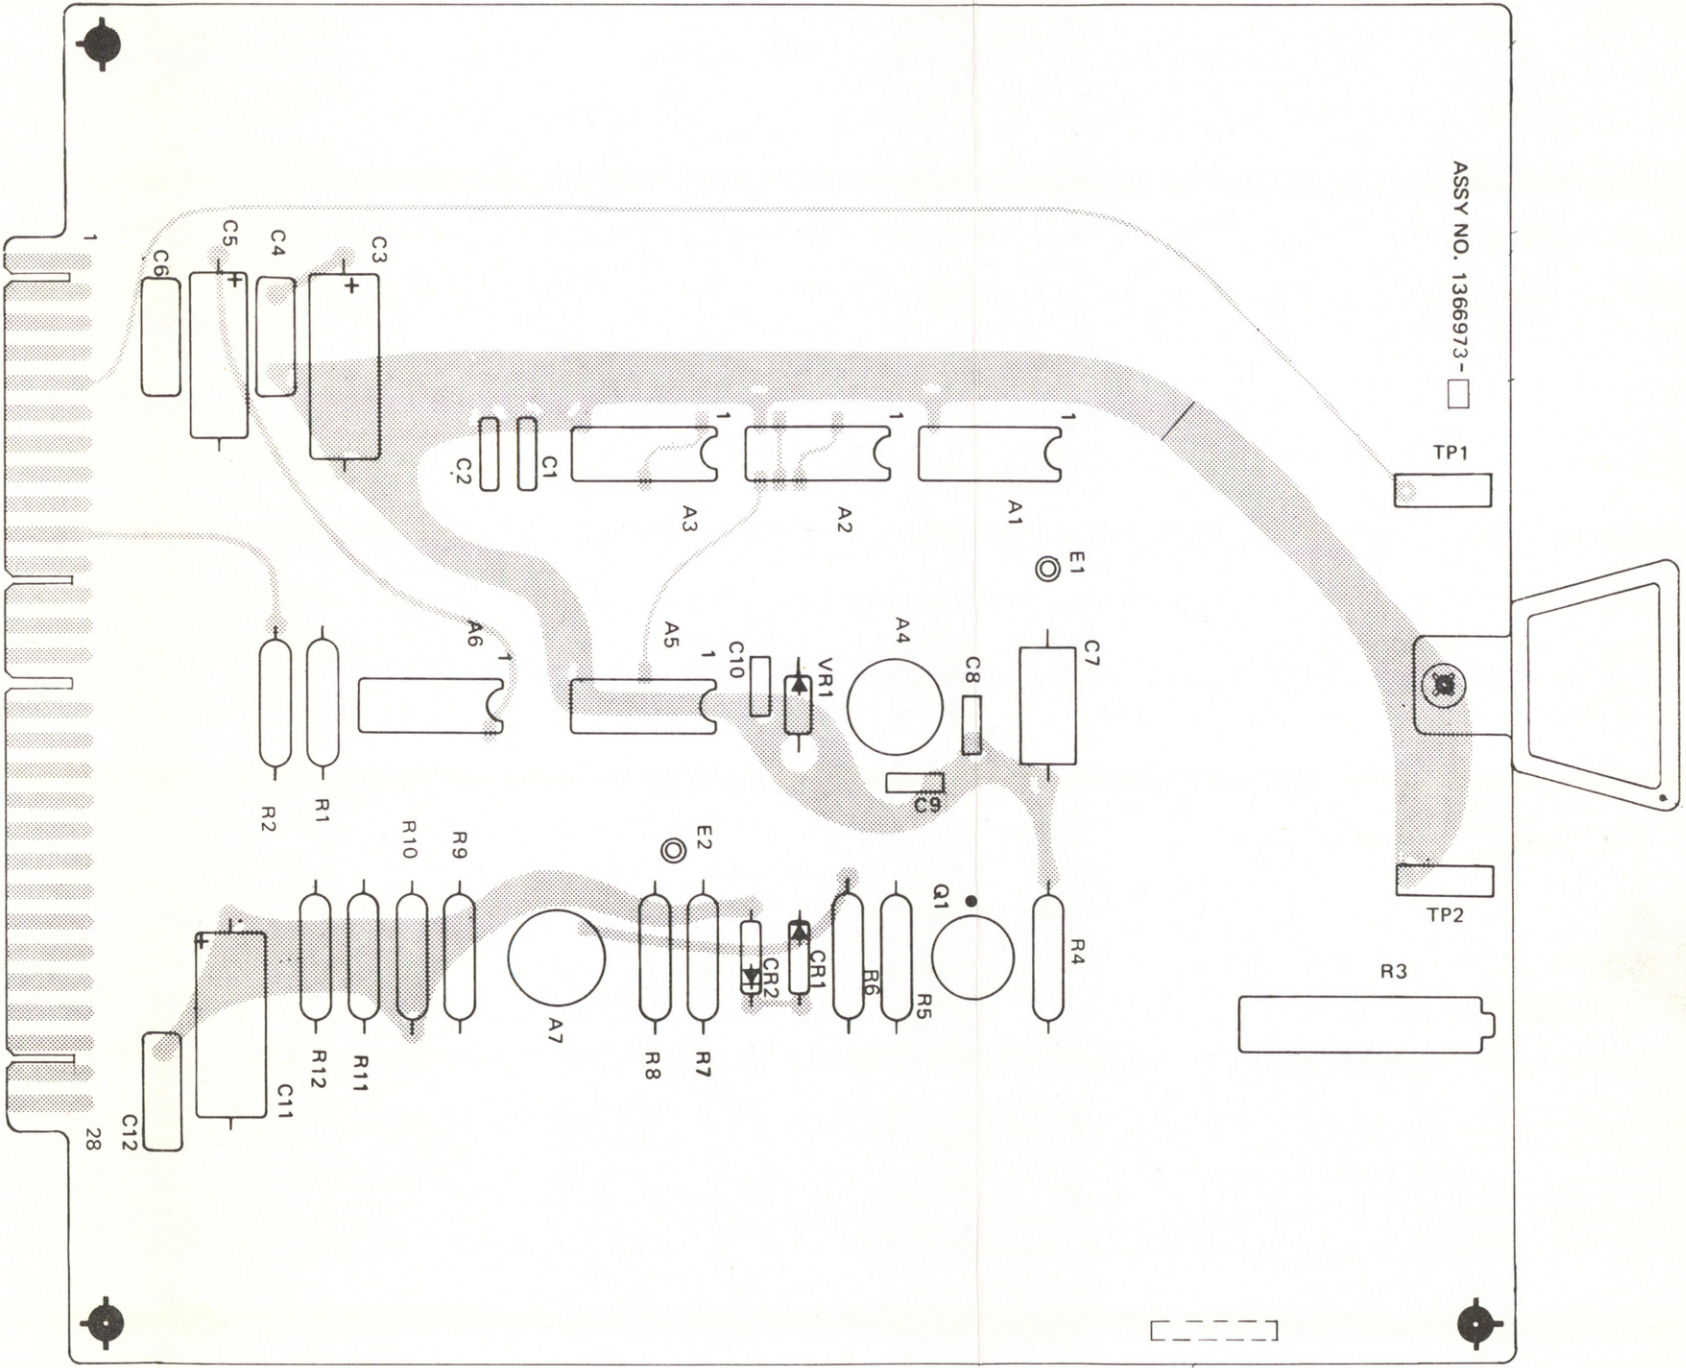 ASSY NO. 1366973-
1
C6
C5
C4
C3
+
+
C2
C1
1
A3
1
A2
1
A1
TP1
E1
A6
1
A5
1
C10
VR1
A4
C8
C7
C9
R2
R1
R10
R9
E2
Q1
TP2
R4
R3
+
CR2
CR1
R6
R5
A7
R12
R11
R8
R7
C11
C12
28